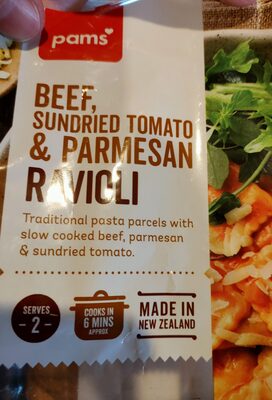 pams
BEEF,
SUNDRIED TOMATO
& PARMESAN
RAVIOLI
Traditional pasta parcels with
slow cooked beef, parmesan
& sundried tomato.
SERVES
2
COOKS IN
6 MINS
APPROX
MADE IN
NEW ZEALAND